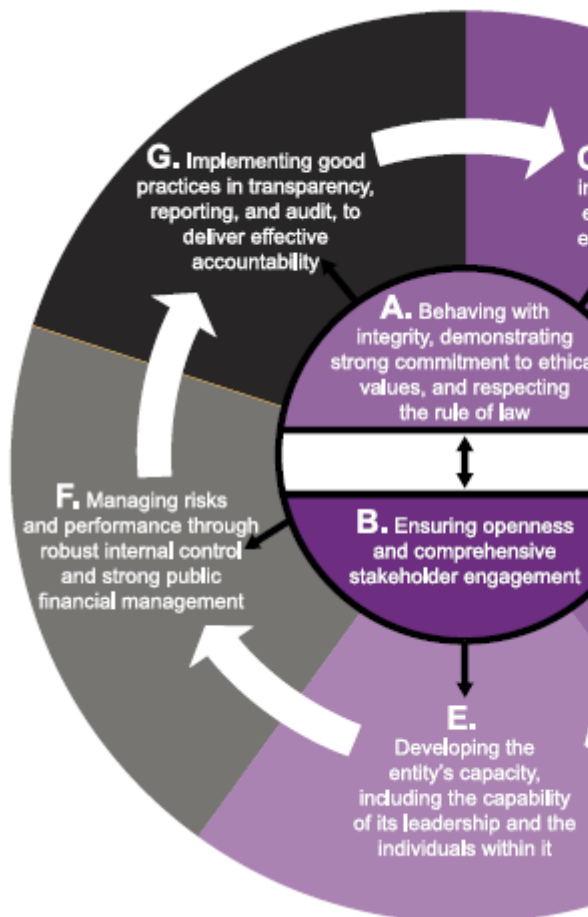 G. Implementing good
practices in transparency,
reporting, and audit, to
deliver effective
accountability
C
in
e
e
A. Behaving with
integrity, demonstrating
strong commitment to ethica
values, and respecting
the rule of law
B. Ensuring openness
and comprehensive
stakeholder engagement
F. Managing risks
and performance through
robust internal control
and strong public
financial management
E.
Developing the
entity's capacity,
including the capability
of its leadership and the
individuals within it